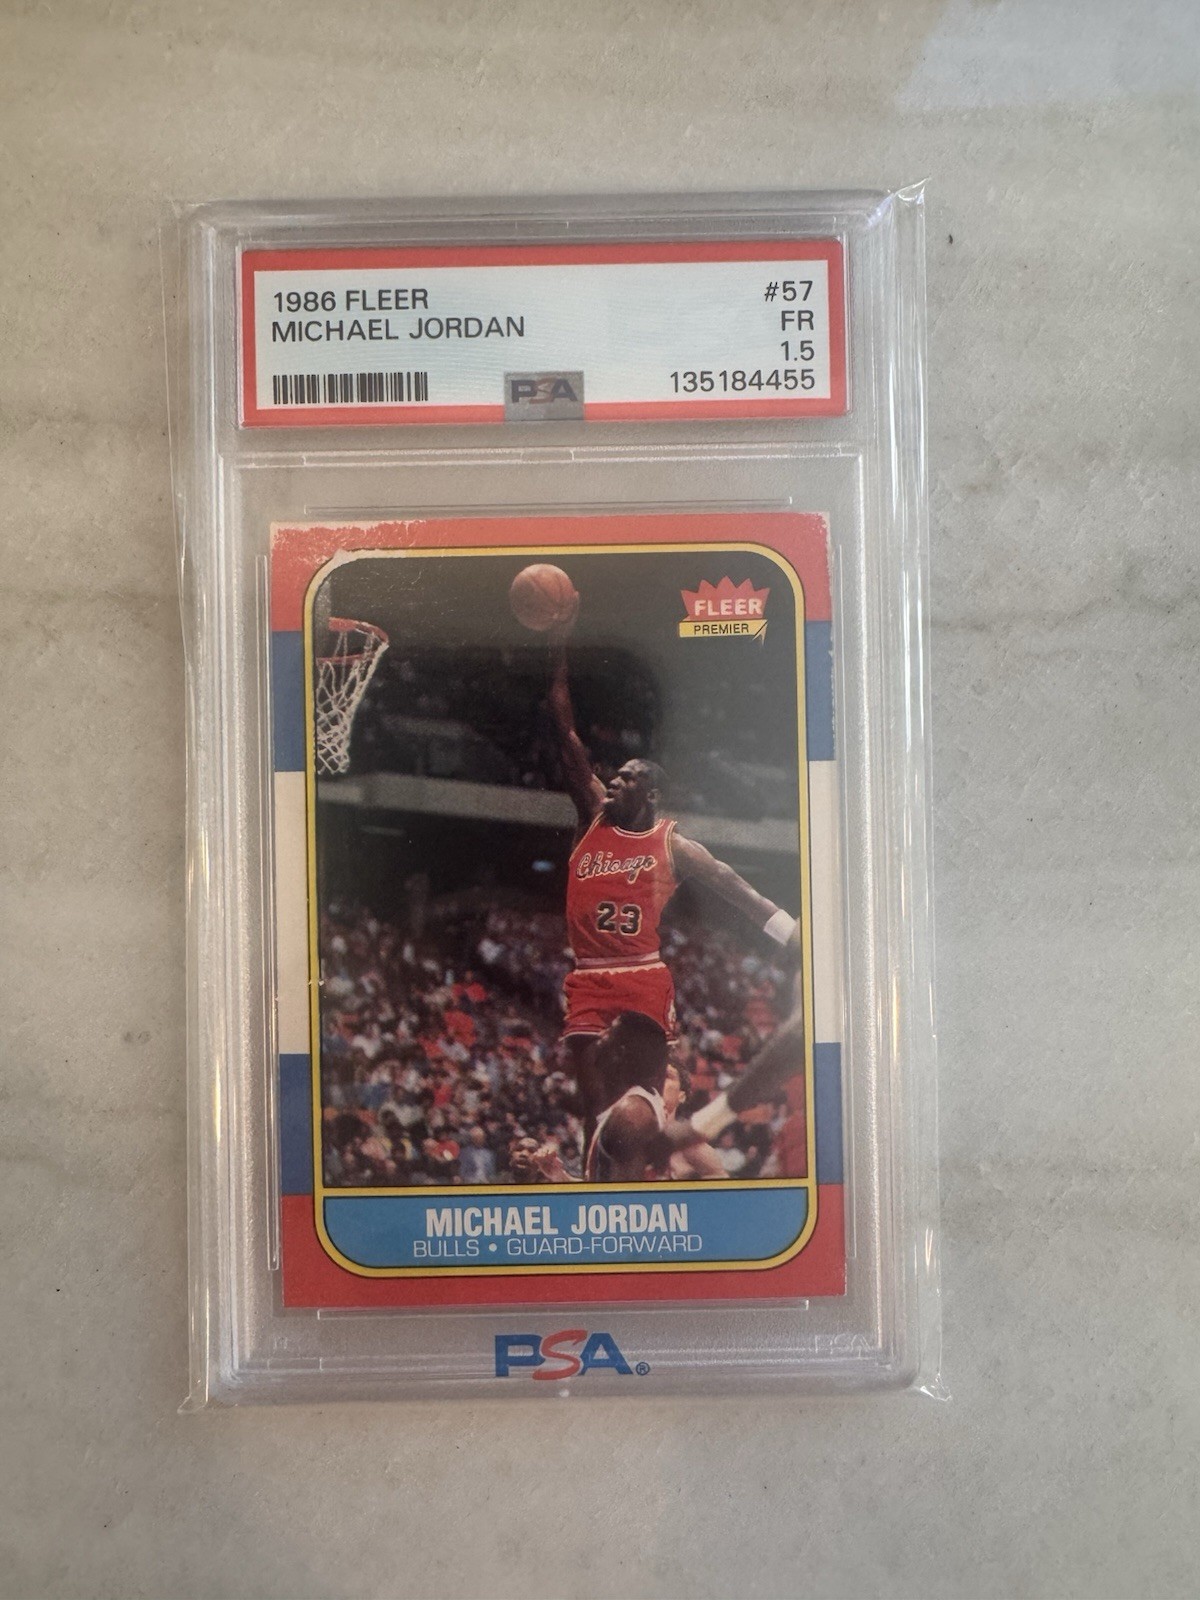 1986 FLEER #57
MICHAEL JORDAN FR
1.5
PSA 135184455
FLEER
PREMIER
Chicago
23
MICHAEL JORDAN
BULLS • GUARD-FORWARD
PSA®
PSA